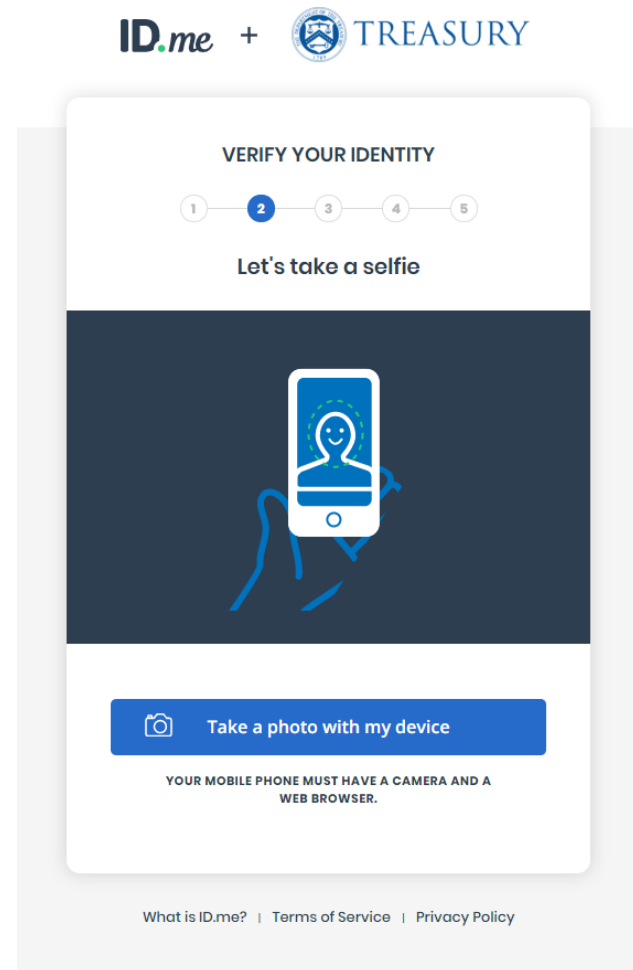 ID.me + TREASURY
VERIFY YOUR IDENTITY
1 2 3 4 5
Let's take a selfie
Take a photo with my device
YOUR MOBILE PHONE MUST HAVE A CAMERA AND A
WEB BROWSER.
What is ID.me? | Terms of Service | Privacy Policy